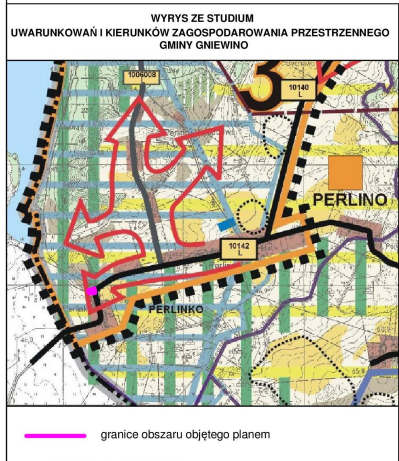 WYRYS ZE STUDIUM
UWARUNKOWAŃ I KIERUNKÓW ZAGOSPODAROWANIA PRZESTRZENNEGO
GMINY GNIEWINO
1006008
L
3
10140
L
PERLINO
10142
L
PERLINKO
granice obszaru objętego planem